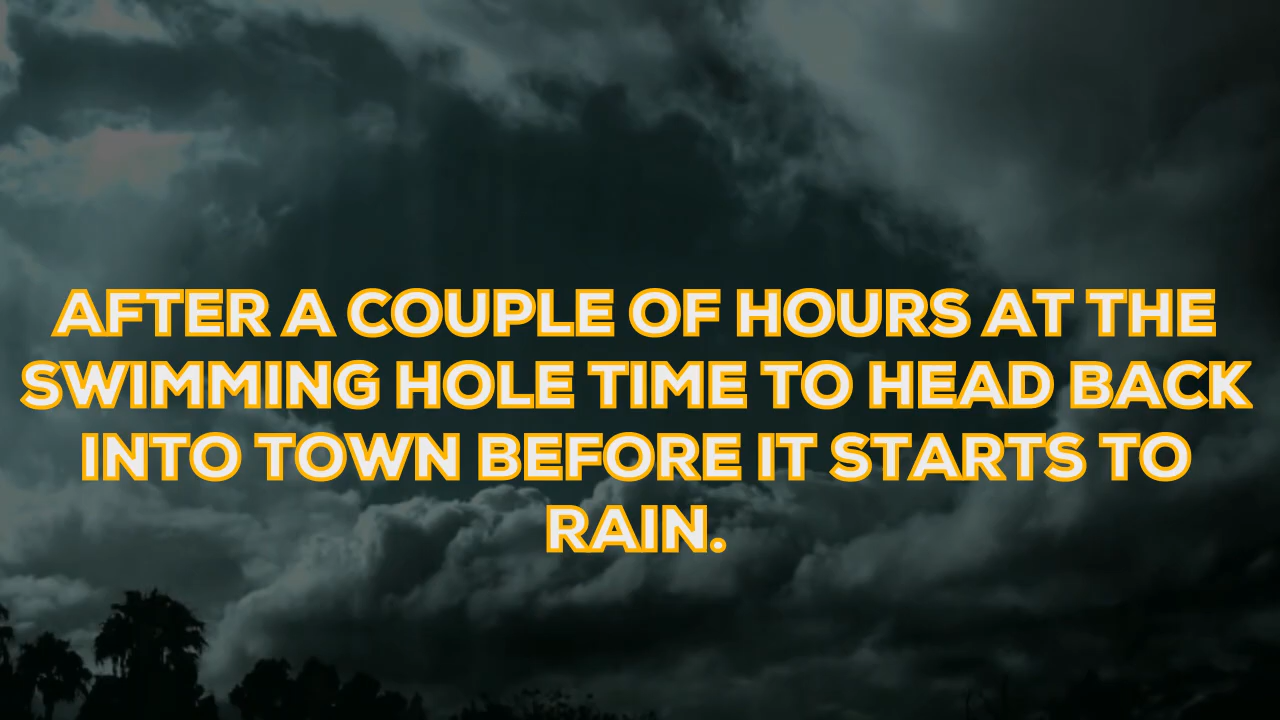 AFTER A COUPLE OF HOURS AT THE
SWIMMING HOLE TIME TO HEAD BACK
INTO TOWN BEFORE IT STARTS TO
RAIN.